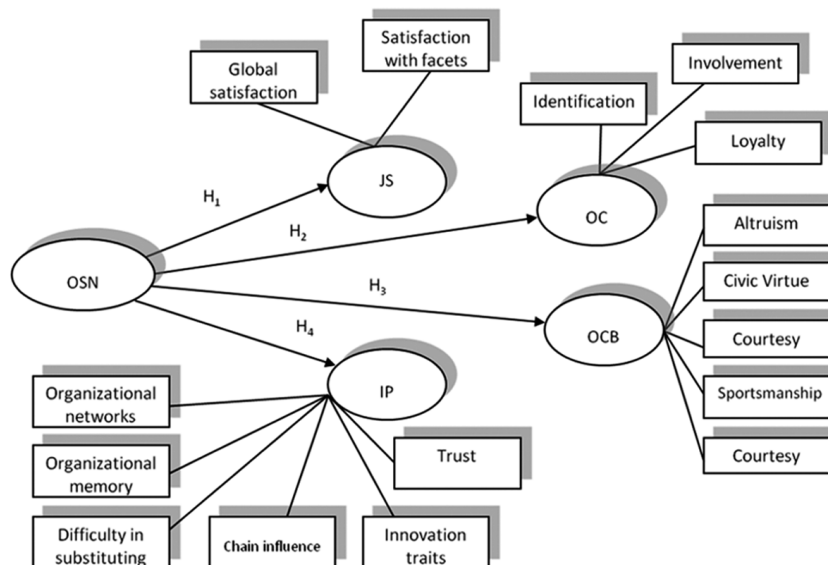 Satisfaction
with facets
Global
satisfaction
Involvement
Identification
Loyalty
JS
H₁
OC
Altruism
H₂
OSN
Civic Virtue
H₃
H₄
OCB
Courtesy
IP
Organizational
networks
Sportsmanship
Trust
Courtesy
Organizational
memory
Difficulty in
substituting
Chain influence
Innovation
traits